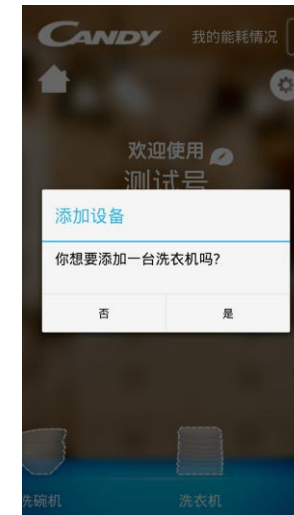 CANDY 我的能耗情况
欢迎使用
测试号
添加设备
你想要添加一台洗衣机吗?
否 是
洗碗机 洗衣机